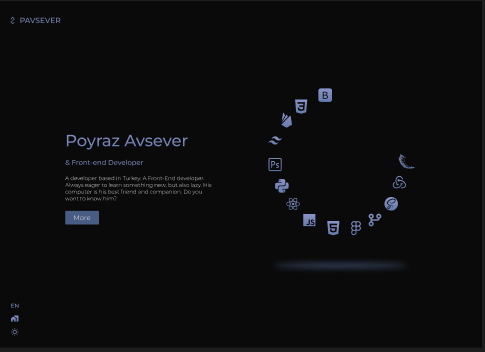 PAVSEVER
Poyraz Avsever
& Front-end Developer
A developer based in Turkey, A Front-End developer.
Always eager to learn something new, but also lazy. His
computer is his best friend and companion. Do you
want to know him?
More
B
Ps
JS
EN